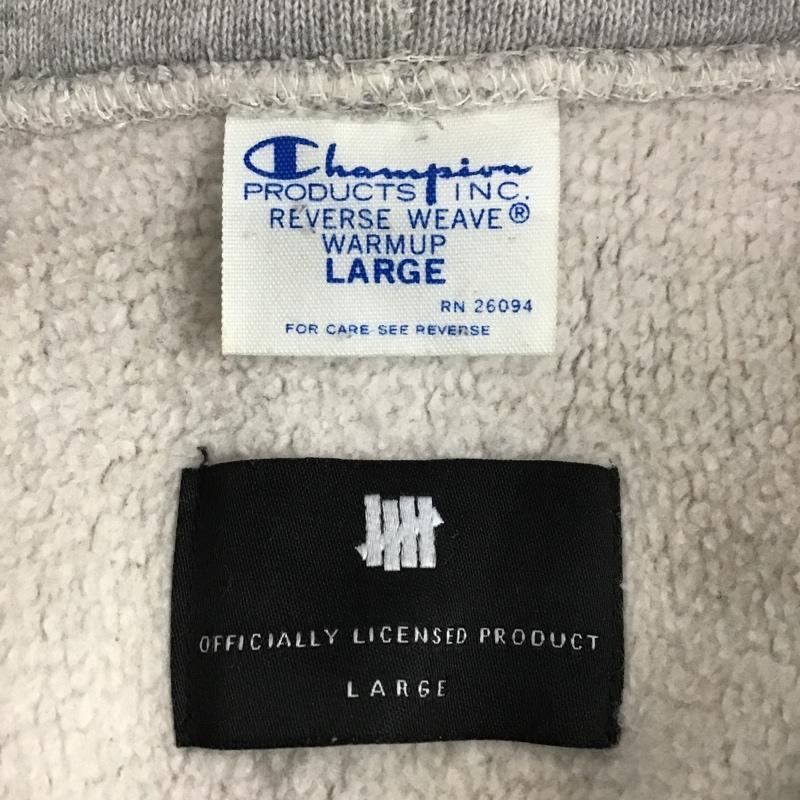 Champion
PRODUCTS INC.
REVERSE WEAVE®
WARMUP
LARGE
RN 26094
FOR CARE SEE REVERSE
OFFICIALLY LICENSED PRODUCT
LARGE